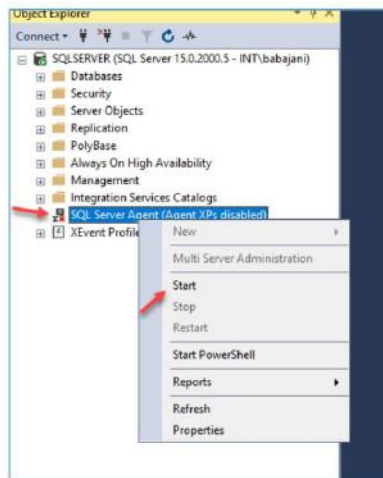 Object Explorer
Connect
SQLSERVER (SQL Server 15.0.2000.5 - INT\babajani)
Databases
Security
Server Objects
Replication
PolyBase
Always On High Availability
Management
Integration Services Catalogs
SQL Server Agent (Agent XPs disabled)
XEvent Profile
New
Multi Server Administration
Start
Stop
Restart
Start PowerShell
Reports
Refresh
Properties